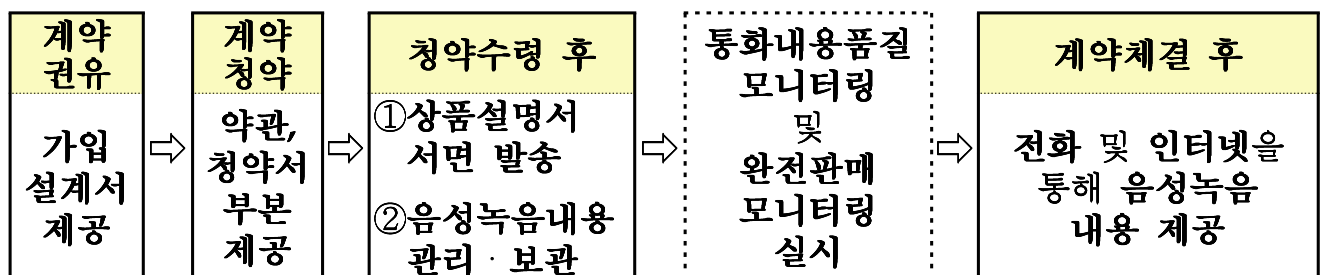 계약
권유
가입
설계서
제공
계약
청약
약관,
청약서
부본
제공
청약수령 후
①상품설명서
서면 발송
②음성녹음내용
관리 · 보관
통화내용품질
모니터링
및
완전판매
모니터링
실시
계약체결 후
전화 및 인터넷을
통해 음성녹음
내용 제공